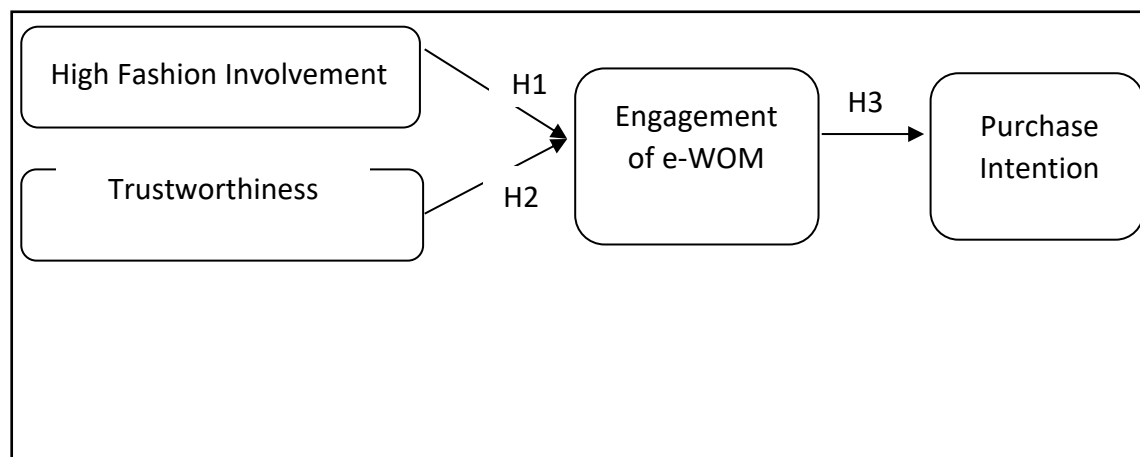 High Fashion Involvement
H1
Trustworthiness
H2
Engagement
of e-WOM
H3
Purchase
Intention